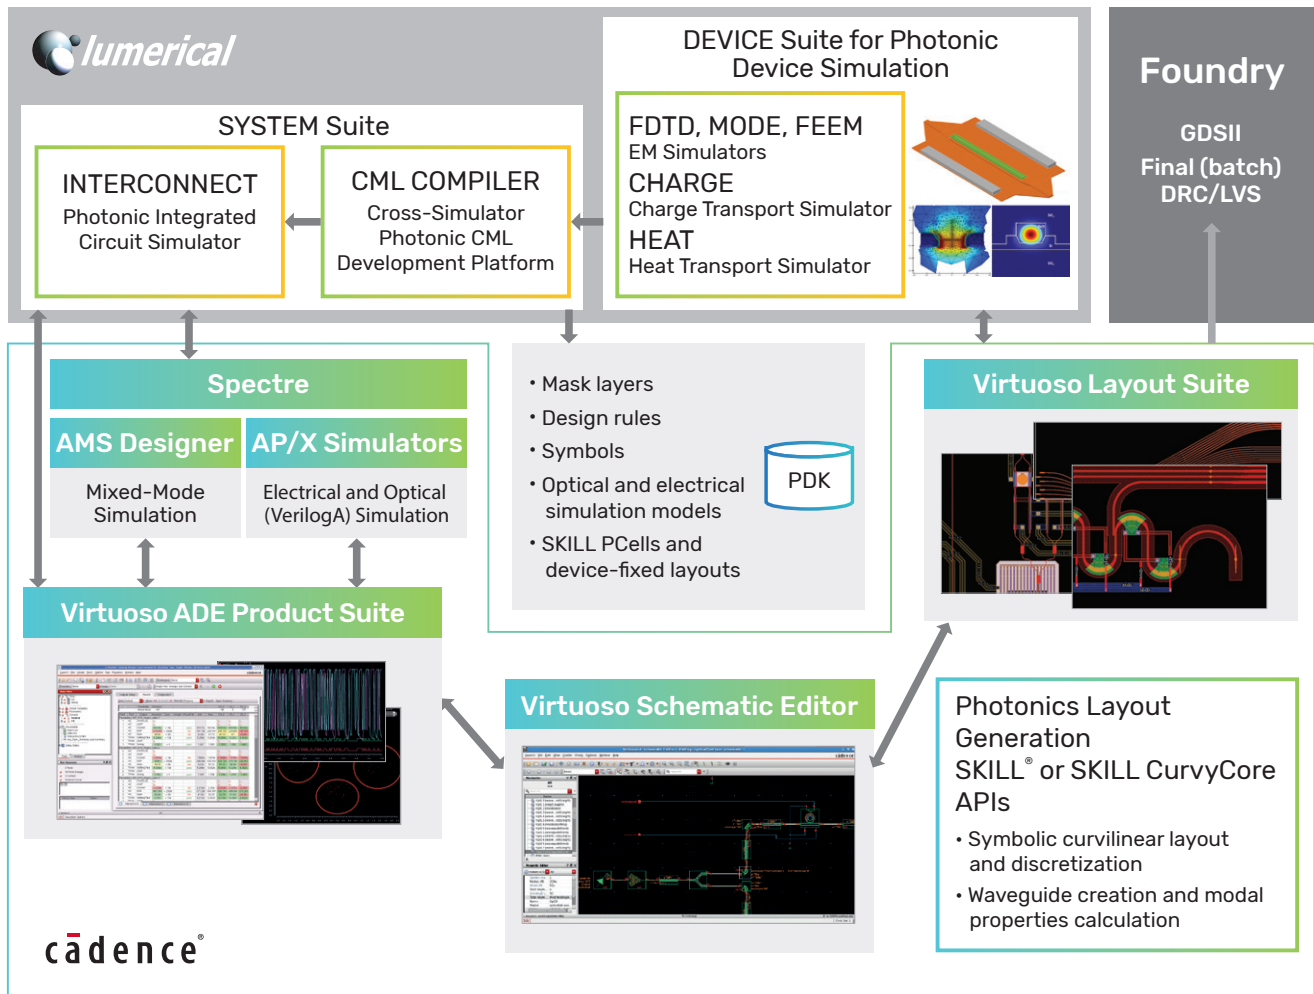 lumerical
DEVICE Suite for Photonic
Device Simulation
Foundry
GDSII
Final (batch)
DRC/LVS
SYSTEM Suite
INTERCONNECT
Photonic Integrated
Circuit Simulator
CML COMPILER
Cross-Simulator
Photonic CML
Development Platform
FDTD, MODE, FEEM
EM Simulators
CHARGE
Charge Transport Simulator
HEAT
Heat Transport Simulator
Spectre
AMS Designer
AP/X Simulators
Mixed-Mode
Simulation
Electrical and Optical
(VerilogA) Simulation
• Mask layers
• Design rules
• Symbols
• Optical and electrical
simulation models
• SKILL PCells and
device-fixed layouts
PDK
Virtuoso Layout Suite
Virtuoso ADE Product Suite
cādence
Virtuoso Schematic Editor
cādence
Photonics Layout
Generation
SKILL® or SKILL CurvyCore
APIs
• Symbolic curvilinear layout
and discretization
• Waveguide creation and modal
properties calculation
cādence®